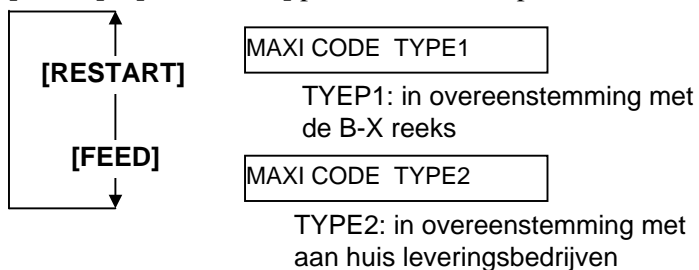 MAXI CODE TYPE1
[RESTART]
TYEP1: in overeenstemming met
de B-X reeks
[FEED]
MAXI CODE TYPE2
TYPE2: in overeenstemming met
aan huis leveringsbedrijven